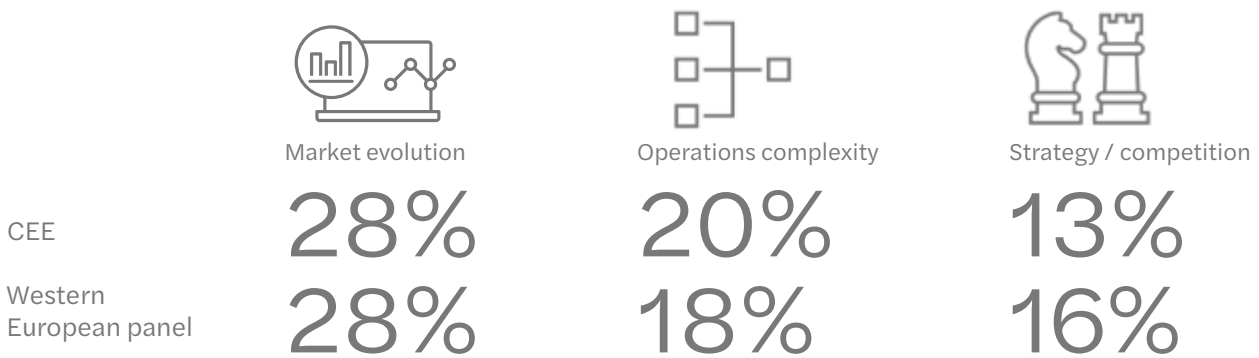 Market evolution
Operations complexity
Strategy / competition
CEE
28%
20%
13%
Western
European panel
28%
18%
16%